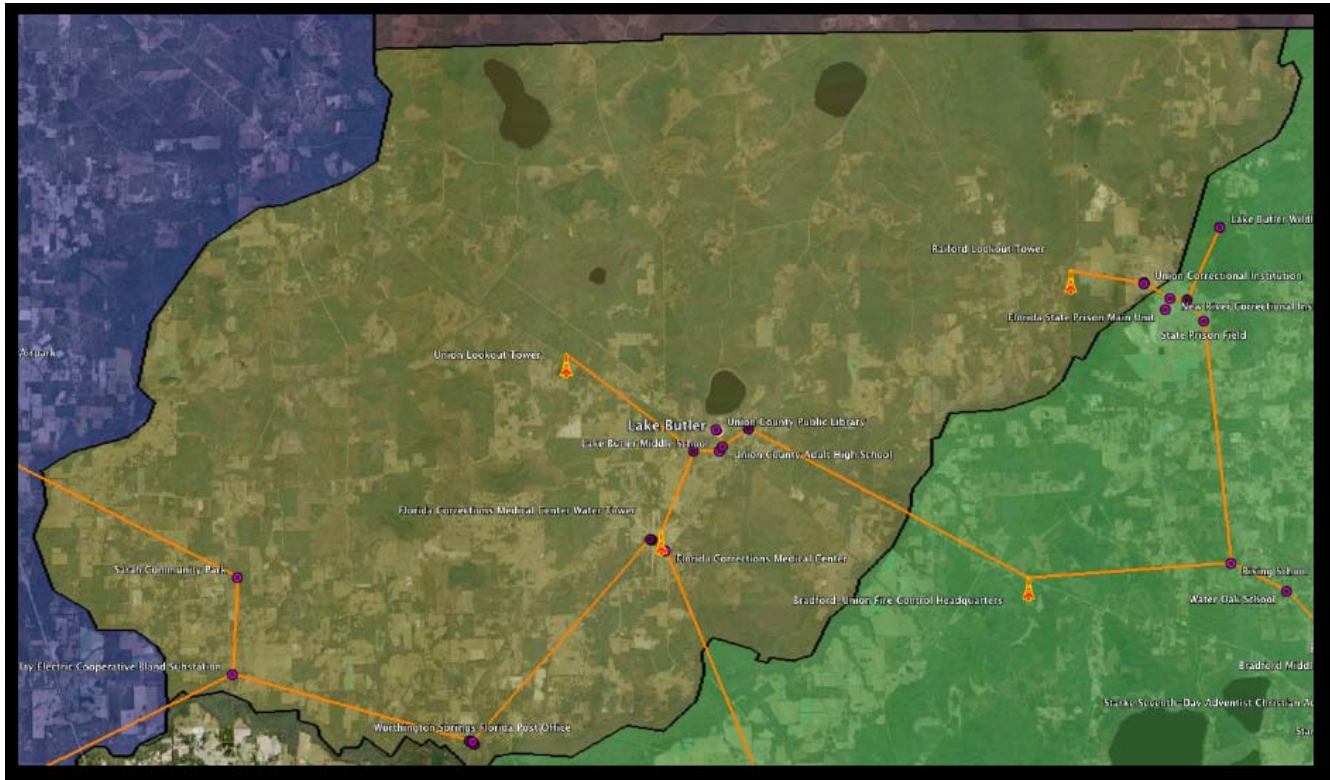 Lake Butler Wildl
Raiford Lookout Tower
Union Correctional Institution
New River Correctional Ins
Florida State Prison Main Unit
State Prison Field
Airpark
Union Lookout Tower
Lake Butler
Union County Public Library
Lake Butler Middle School
Union County Adult High School
Florida Corrections Medical Center Water Tower
Florida Corrections Medical Center
Sarah Community Park
Rising School
Bradford-Union Fire Control Headquarters
Water Oak School
lay Electric Cooperative Bland Substation
Bradford Middl
Starke Seventh-Day Adventist Christian Ac
Worthington Springs Florida Post Office
Star